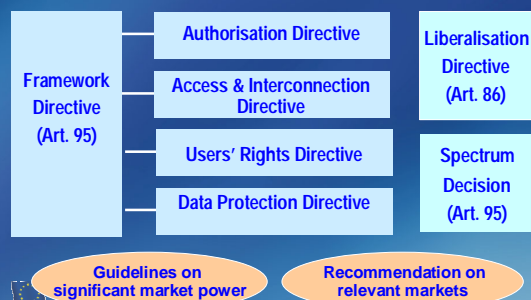 Framework
Directive
(Art. 95)
Authorisation Directive
Access & Interconnection
Directive
Users' Rights Directive
Data Protection Directive
Liberalisation
Directive
(Art. 86)
Spectrum
Decision
(Art. 95)
Guidelines on
significant market power
Recommendation on
relevant markets